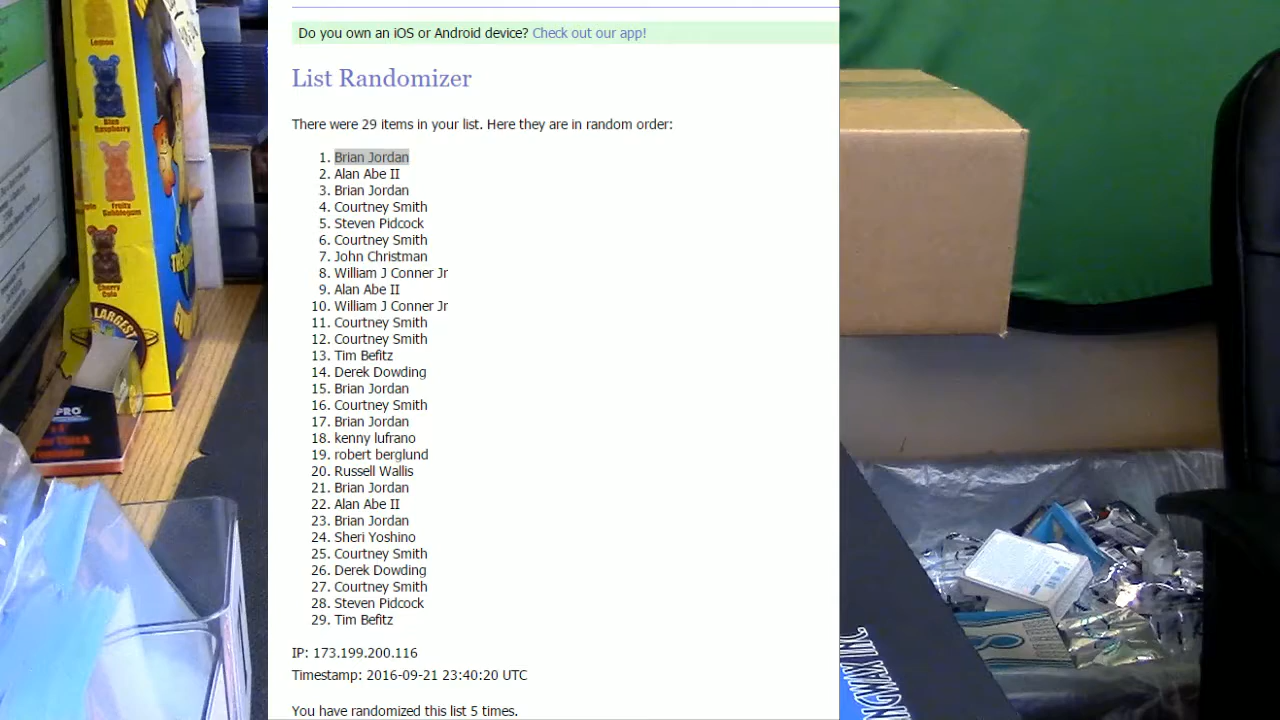 Lemon
Blue
Raspberry
Fruity
Bubblegum
Cherry
Cola
LARGEST
PRO
Do you own an iOS or Android device? Check out our app!
List Randomizer
There were 29 items in your list. Here they are in random order:
1. Brian Jordan
2. Alan Abe II
3. Brian Jordan
4. Courtney Smith
5. Steven Pidcock
6. Courtney Smith
7. John Christman
8. William J Conner Jr
9. Alan Abe II
10. William J Conner Jr
11. Courtney Smith
12. Courtney Smith
13. Tim Befitz
14. Derek Dowding
15. Brian Jordan
16. Courtney Smith
17. Brian Jordan
18. kenny lufrano
19. robert berglund
20. Russell Wallis
21. Brian Jordan
22. Alan Abe II
23. Brian Jordan
24. Sheri Yoshino
25. Courtney Smith
26. Derek Dowding
27. Courtney Smith
28. Steven Pidcock
29. Tim Befitz
IP: 173.199.200.116
Timestamp: 2016-09-21 23:40:20 UTC
You have randomized this list 5 times.
INC.